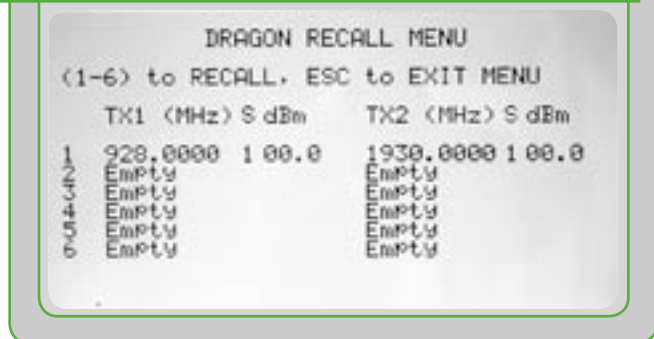 DRAGON RECALL MENU
(1-6) to RECALL, ESC to EXIT MENU
TX1 (MHz) S dBm TX2 (MHz) S dBm
1 928.0000 1 00.0 1930.0000 1 00.0
2 Empty Empty
3 Empty Empty
4 Empty Empty
5 Empty Empty
6 Empty Empty